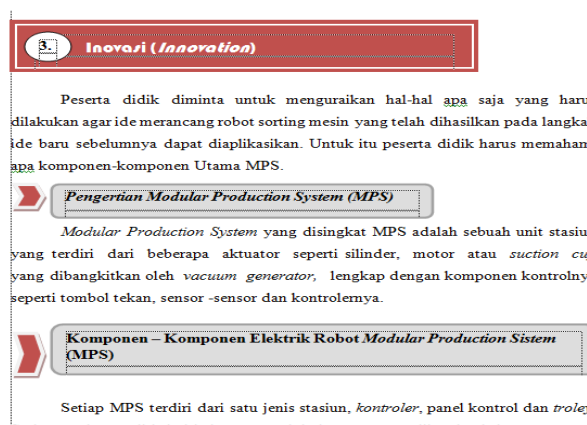 3. Inovasi (Innovation)
Peserta didik diminta untuk menguraikan hal-hal apa saja yang haru
dilakukan agar ide merancang robot sorting mesin yang telah dihasilkan pada langka
ide baru sebelumnya dapat diaplikasikan. Untuk itu peserta didik harus memaham
apa komponen-komponen Utama MPS.
Pengertian Modular Production System (MPS)
Modular Production System yang disingkat MPS adalah sebuah unit stasiu
yang terdiri dari beberapa aktuator seperti silinder, motor atau suction cu
yang dibangkitkan oleh vacuum generator, lengkap dengan komponen kontrolny
seperti tombol tekan, sensor -sensor dan kontrolernya.
Komponen – Komponen Elektrik Robot Modular Production Sistem
(MPS)
Setiap MPS terdiri dari satu jenis stasiun, kontroler, panel kontrol dan troley